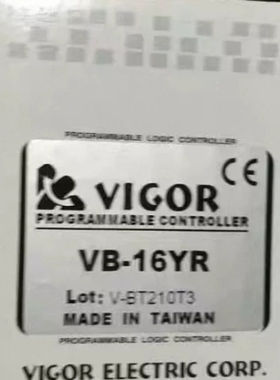 PROGRAMMABLE LOGIC CONTROLLER
CE
VIGOR
PROGRAMMABLE CONTROLLER
VB-16YR
Lot: V-BT210T3
MADE IN TAIWAN
PROGRAMMABLE LOGIC CONTROLLER
VIGOR ELECTRIC CORP.